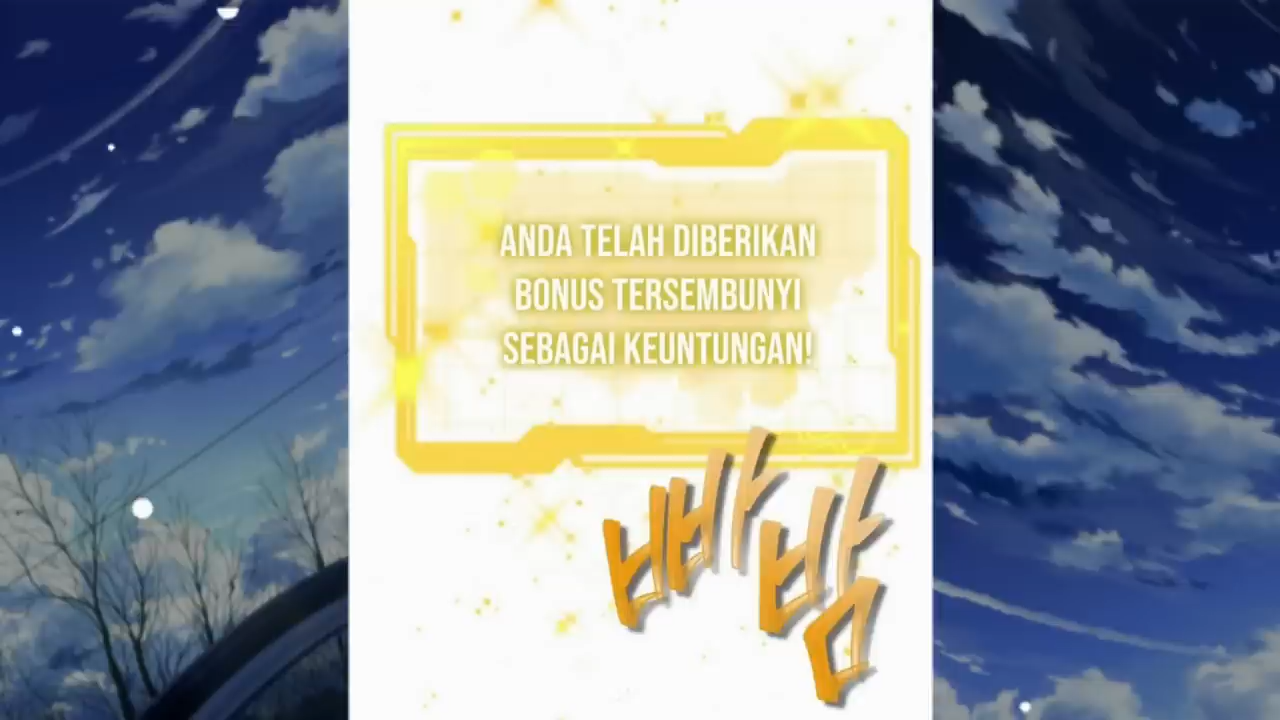 ANDA TELAH DIBERIKAN
BONUS TERSEMBUNYI
SEBAGAI KEUNTUNGAN!
빠밤